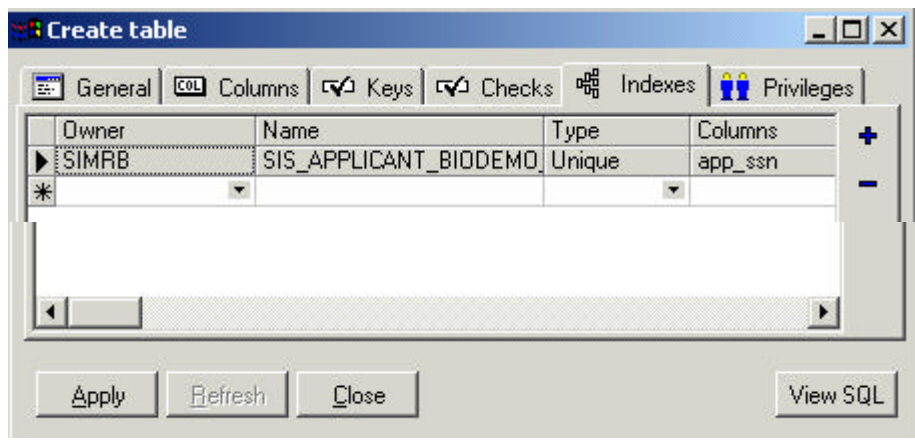 Create table
General COL Columns Keys Checks Indexes Privileges
Owner Name Type Columns
SIMRB SIS_APPLICANT_BIODEMO_ Unique app_ssn
Apply Refresh Close View SQL